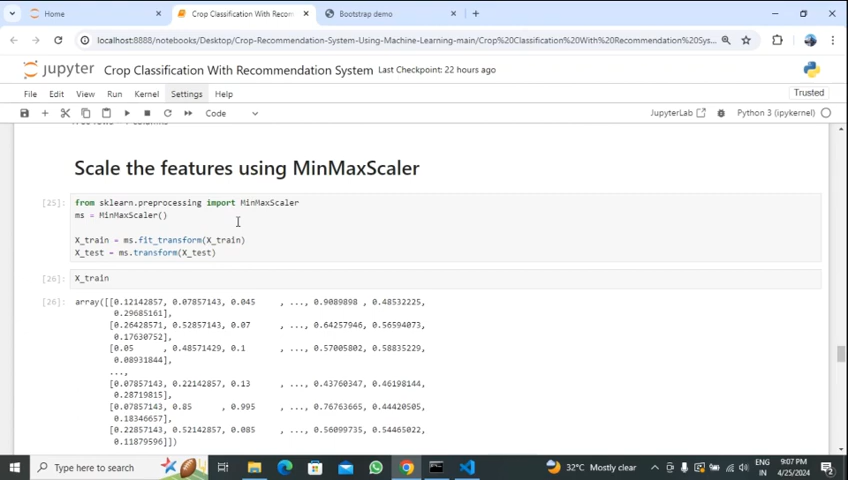 Home
Crop Classification With Recom
Bootstrap demo
localhost:8888/notebooks/Desktop/Crop-Recommendation-System-Using-Machine-Learning-main/Crop%20Classification%20With%20Recommendation%20Sys...
jupyter Crop Classification With Recommendation System Last Checkpoint: 22 hours ago
File Edit View Run Kernel Settings Help Trusted
Code JupyterLab Python 3 (ipykernel)
Scale the features using MinMaxScaler
[25]: from sklearn.preprocessing import MinMaxScaler
ms = MinMaxScaler()
X_train = ms.fit_transform(X_train)
X_test = ms.transform(X_test)
[26]: X_train
[26]: array([[0.12142857, 0.07857143, 0.045 , ..., 0.9089898 , 0.48532225,
0.29685161],
[0.26428571, 0.52857143, 0.07 , ..., 0.64257946, 0.56594073,
0.17630752],
[0.05 , 0.48571429, 0.1 , ..., 0.57005802, 0.58835229,
0.08931844],
...,
[0.07857143, 0.22142857, 0.13 , ..., 0.43760347, 0.46198144,
0.28719815],
[0.07857143, 0.85 , 0.995 , ..., 0.76763665, 0.44420505,
0.18346657],
[0.22857143, 0.52142857, 0.085 , ..., 0.56099735, 0.54465022,
0.11879596]])
Type here to search
32°C Mostly clear
ENG
IN
9:07 PM
4/25/2024
2